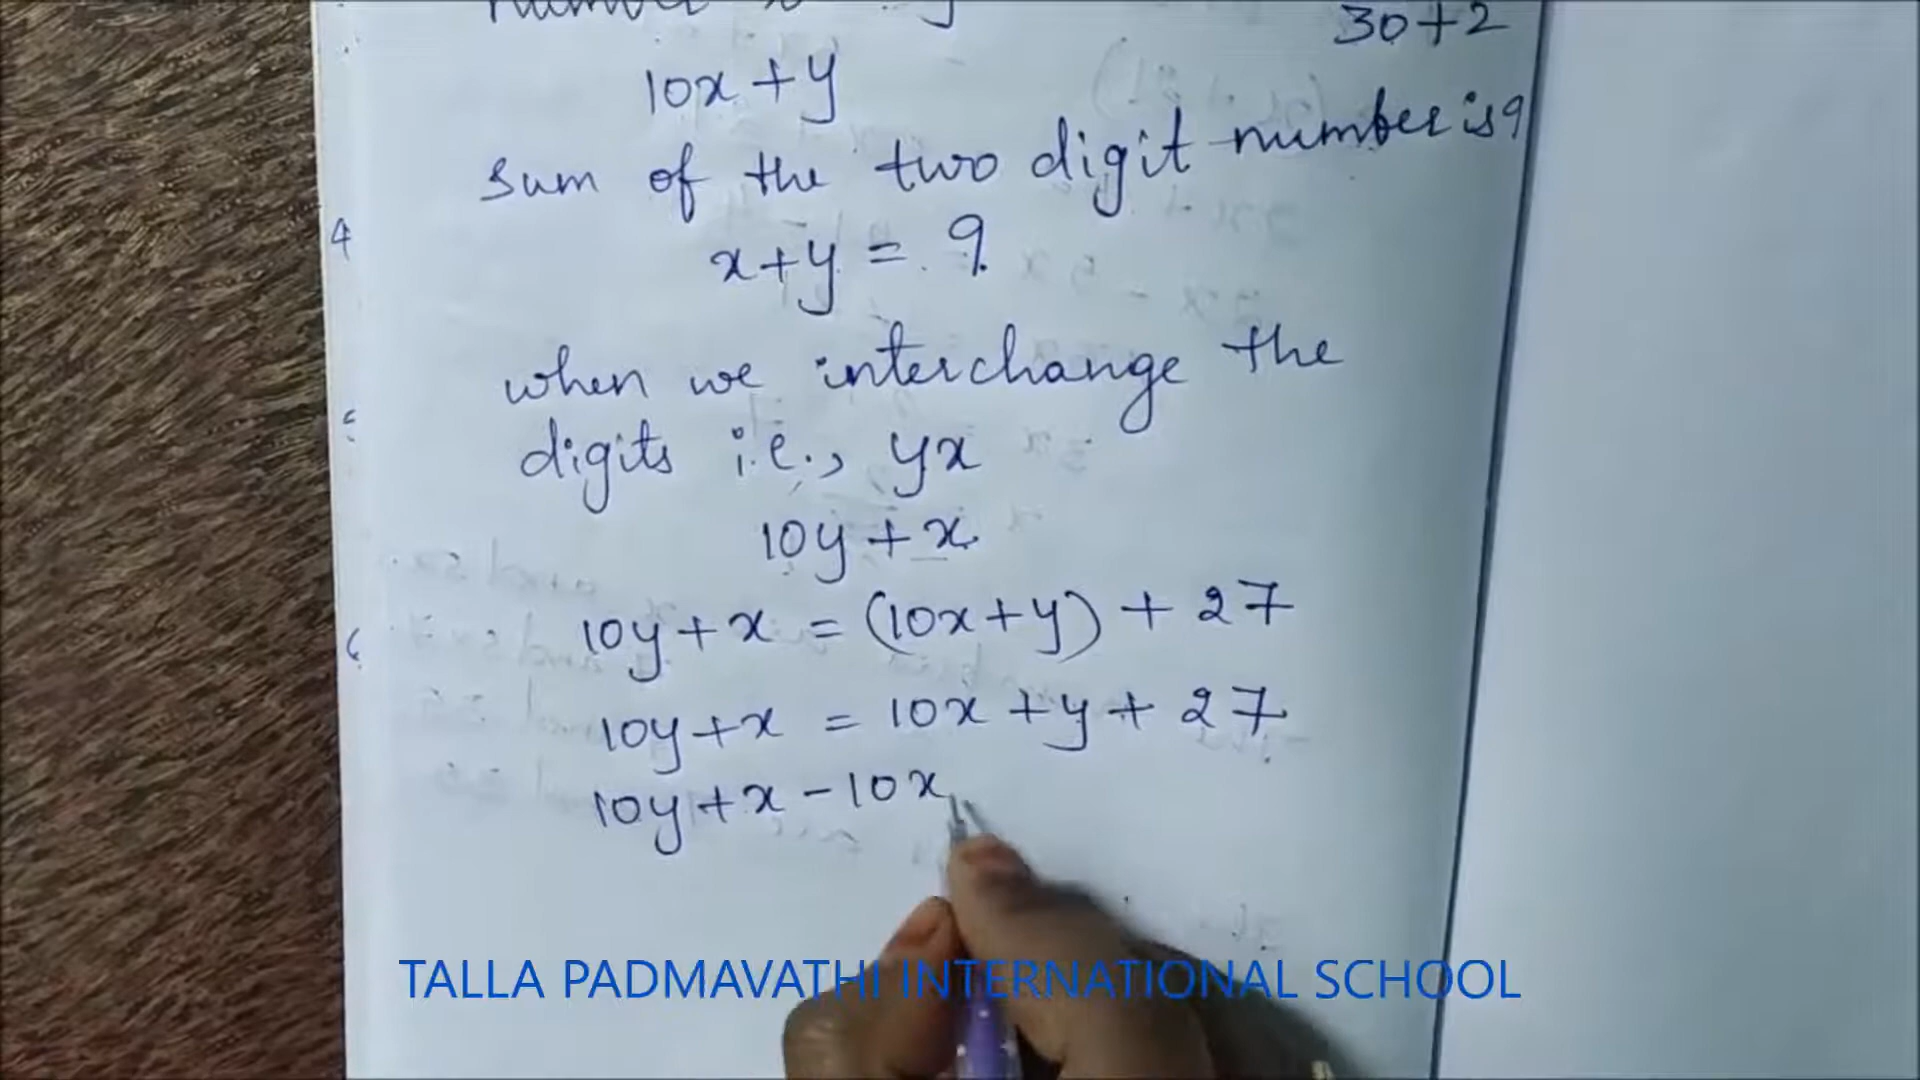 30+2
10x+y
Sum of the two digit number is 9
x+y = 9.
when we interchange the
digits i.e., yx
10y+x.
10y+x = (10x+y) + 27
10y+x = 10x+y+27
10y+x-10x
4
TALLA PADMAVATHI INTERNATIONAL SCHOOL